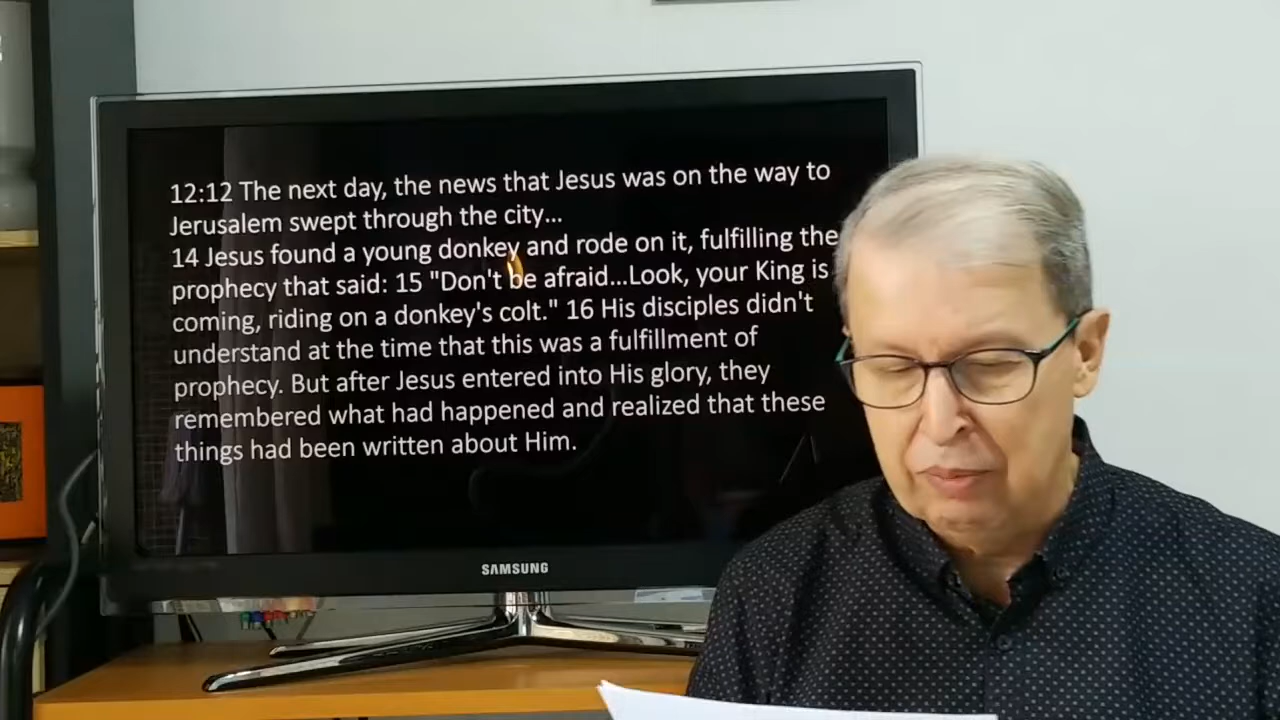 12:12 The next day, the news that Jesus was on the way to
Jerusalem swept through the city...
14 Jesus found a young donkey and rode on it, fulfilling the
prophecy that said: 15 "Don't be afraid...Look, your King is
coming, riding on a donkey's colt." 16 His disciples didn't
understand at the time that this was a fulfillment of
prophecy. But after Jesus entered into His glory, they
remembered what had happened and realized that these
things had been written about Him.
SAMSUNG